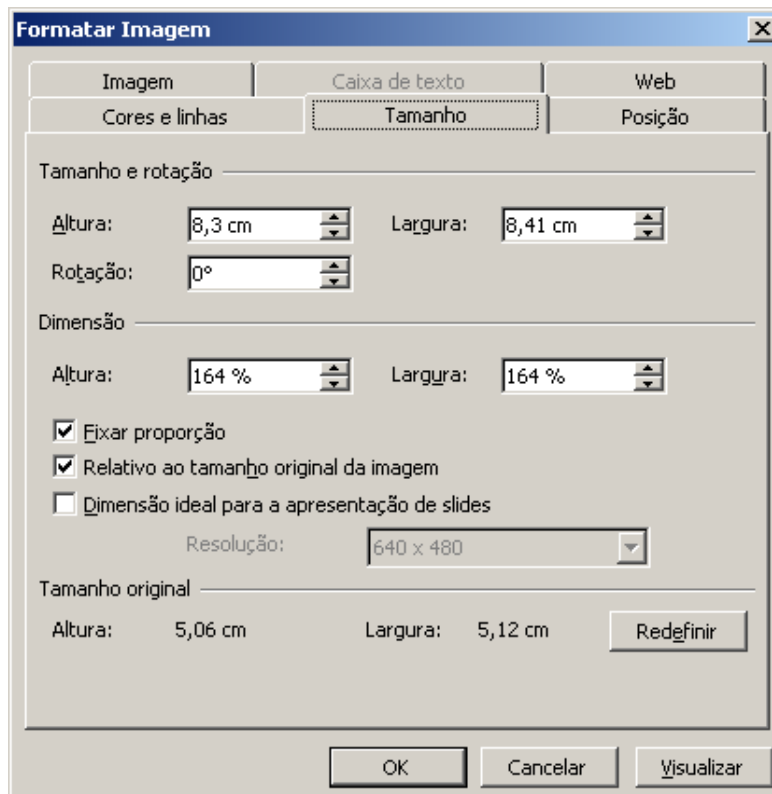 Formatar Imagem
Imagem Caixa de texto Web
Cores e linhas Tamanho Posição
Tamanho e rotação
Altura: 8,3 cm Largura: 8,41 cm
Rotação: 0°
Dimensão
Altura: 164 % Largura: 164 %
Fixar proporção
Relativo ao tamanho original da imagem
Dimensão ideal para a apresentação de slides
Resolução: 640 x 480
Tamanho original
Altura: 5,06 cm Largura: 5,12 cm Redefinir
OK Cancelar Visualizar